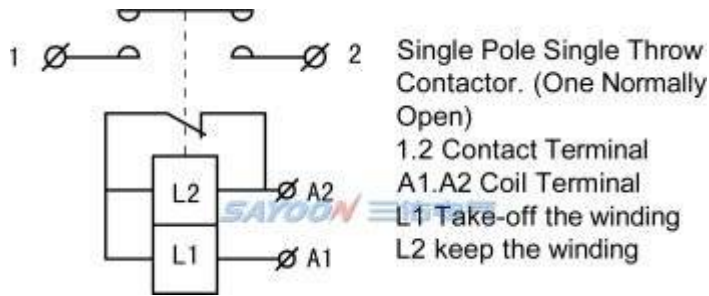 1
2
Single Pole Single Throw
Contactor. (One Normally
Open)
1.2 Contact Terminal
A1.A2 Coil Terminal
L1 Take-off the winding
L2 keep the winding
L2
A2
SAYOON
L1
A1